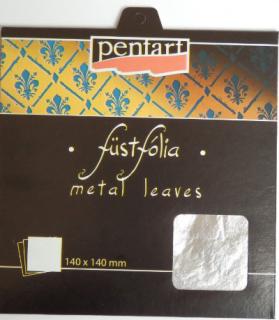 pentart
• füstfólia •
metal leaves
140 x 140 mm